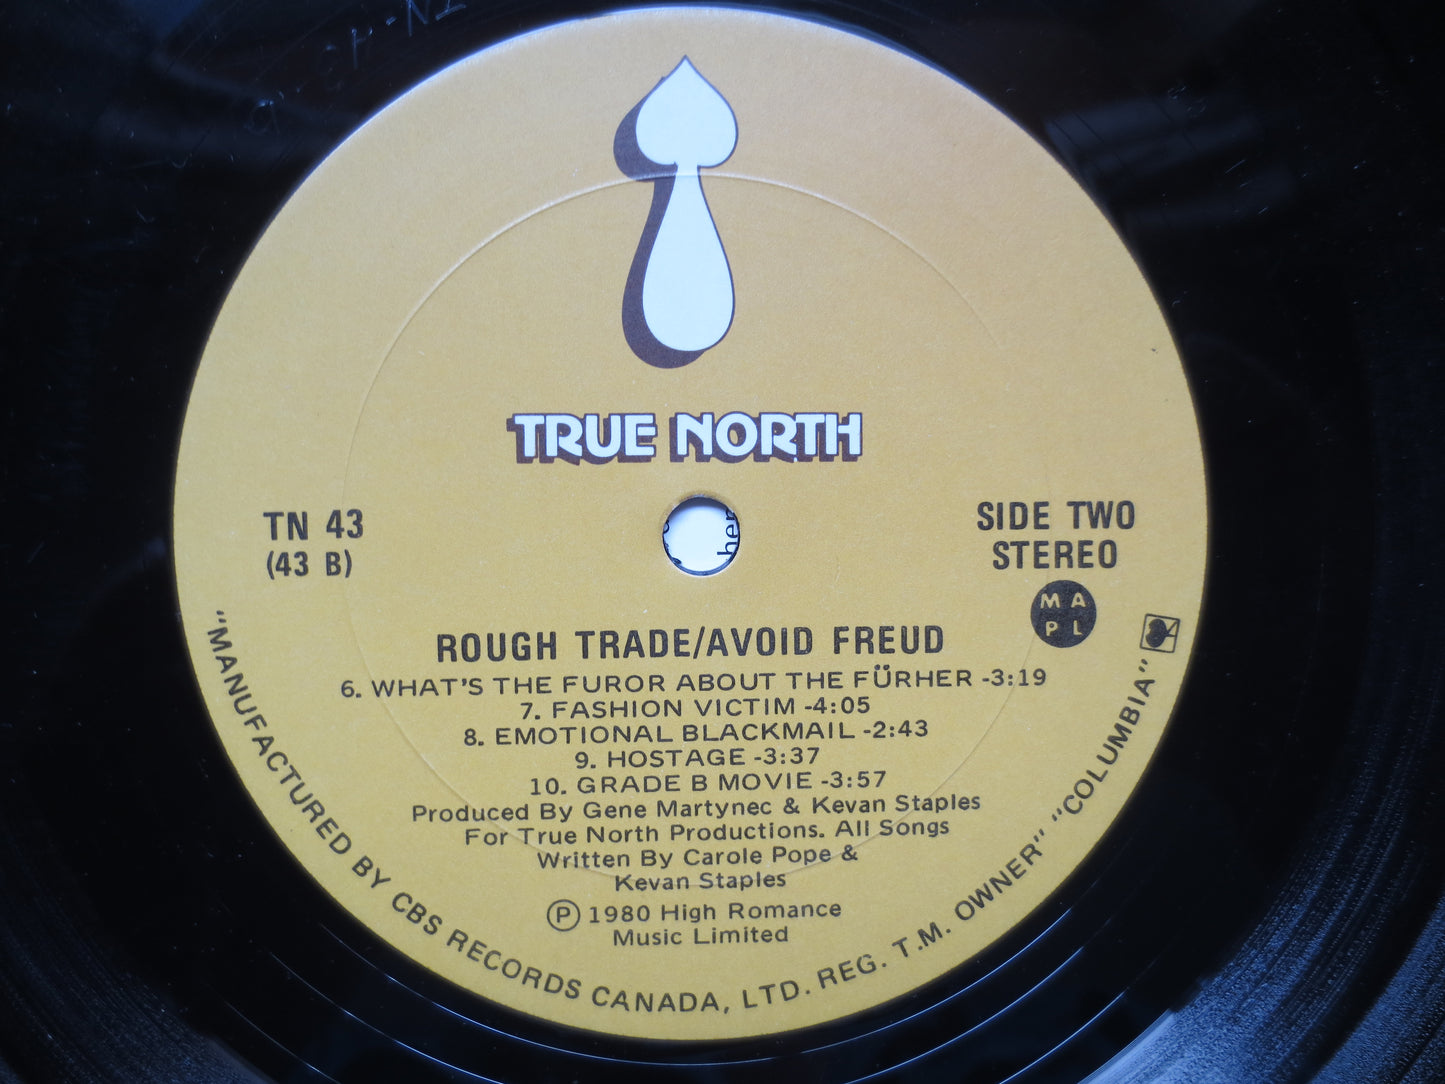 TRUE NORTH
TN 43
(43 B)
SIDE TWO
STEREO
M A
P L
ROUGH TRADE/AVOID FREUD
6. WHAT'S THE FUROR ABOUT THE FÜRHER -3:19
7. FASHION VICTIM -4:05
8. EMOTIONAL BLACKMAIL -2:43
9. HOSTAGE -3:37
10. GRADE B MOVIE -3:57
Produced By Gene Martynec & Kevan Staples
For True North Productions. All Songs
Written By Carole Pope &
Kevan Staples
Ⓟ 1980 High Romance
Music Limited
"MANUFACTURED BY CBS RECORDS CANADA, LTD. REG. T.M. OWNER" "COLUMBIA"
her